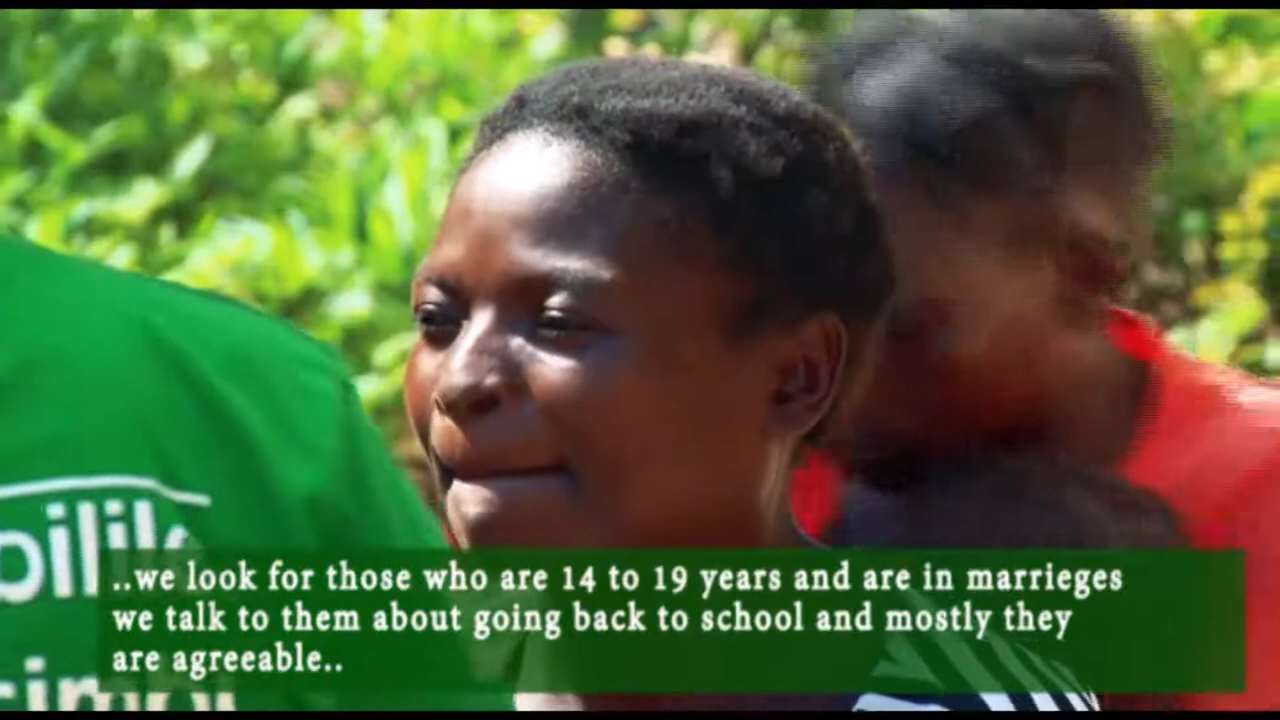 ..we look for those who are 14 to 19 years and are in marrieges
we talk to them about going back to school and mostly they
are agreeable..